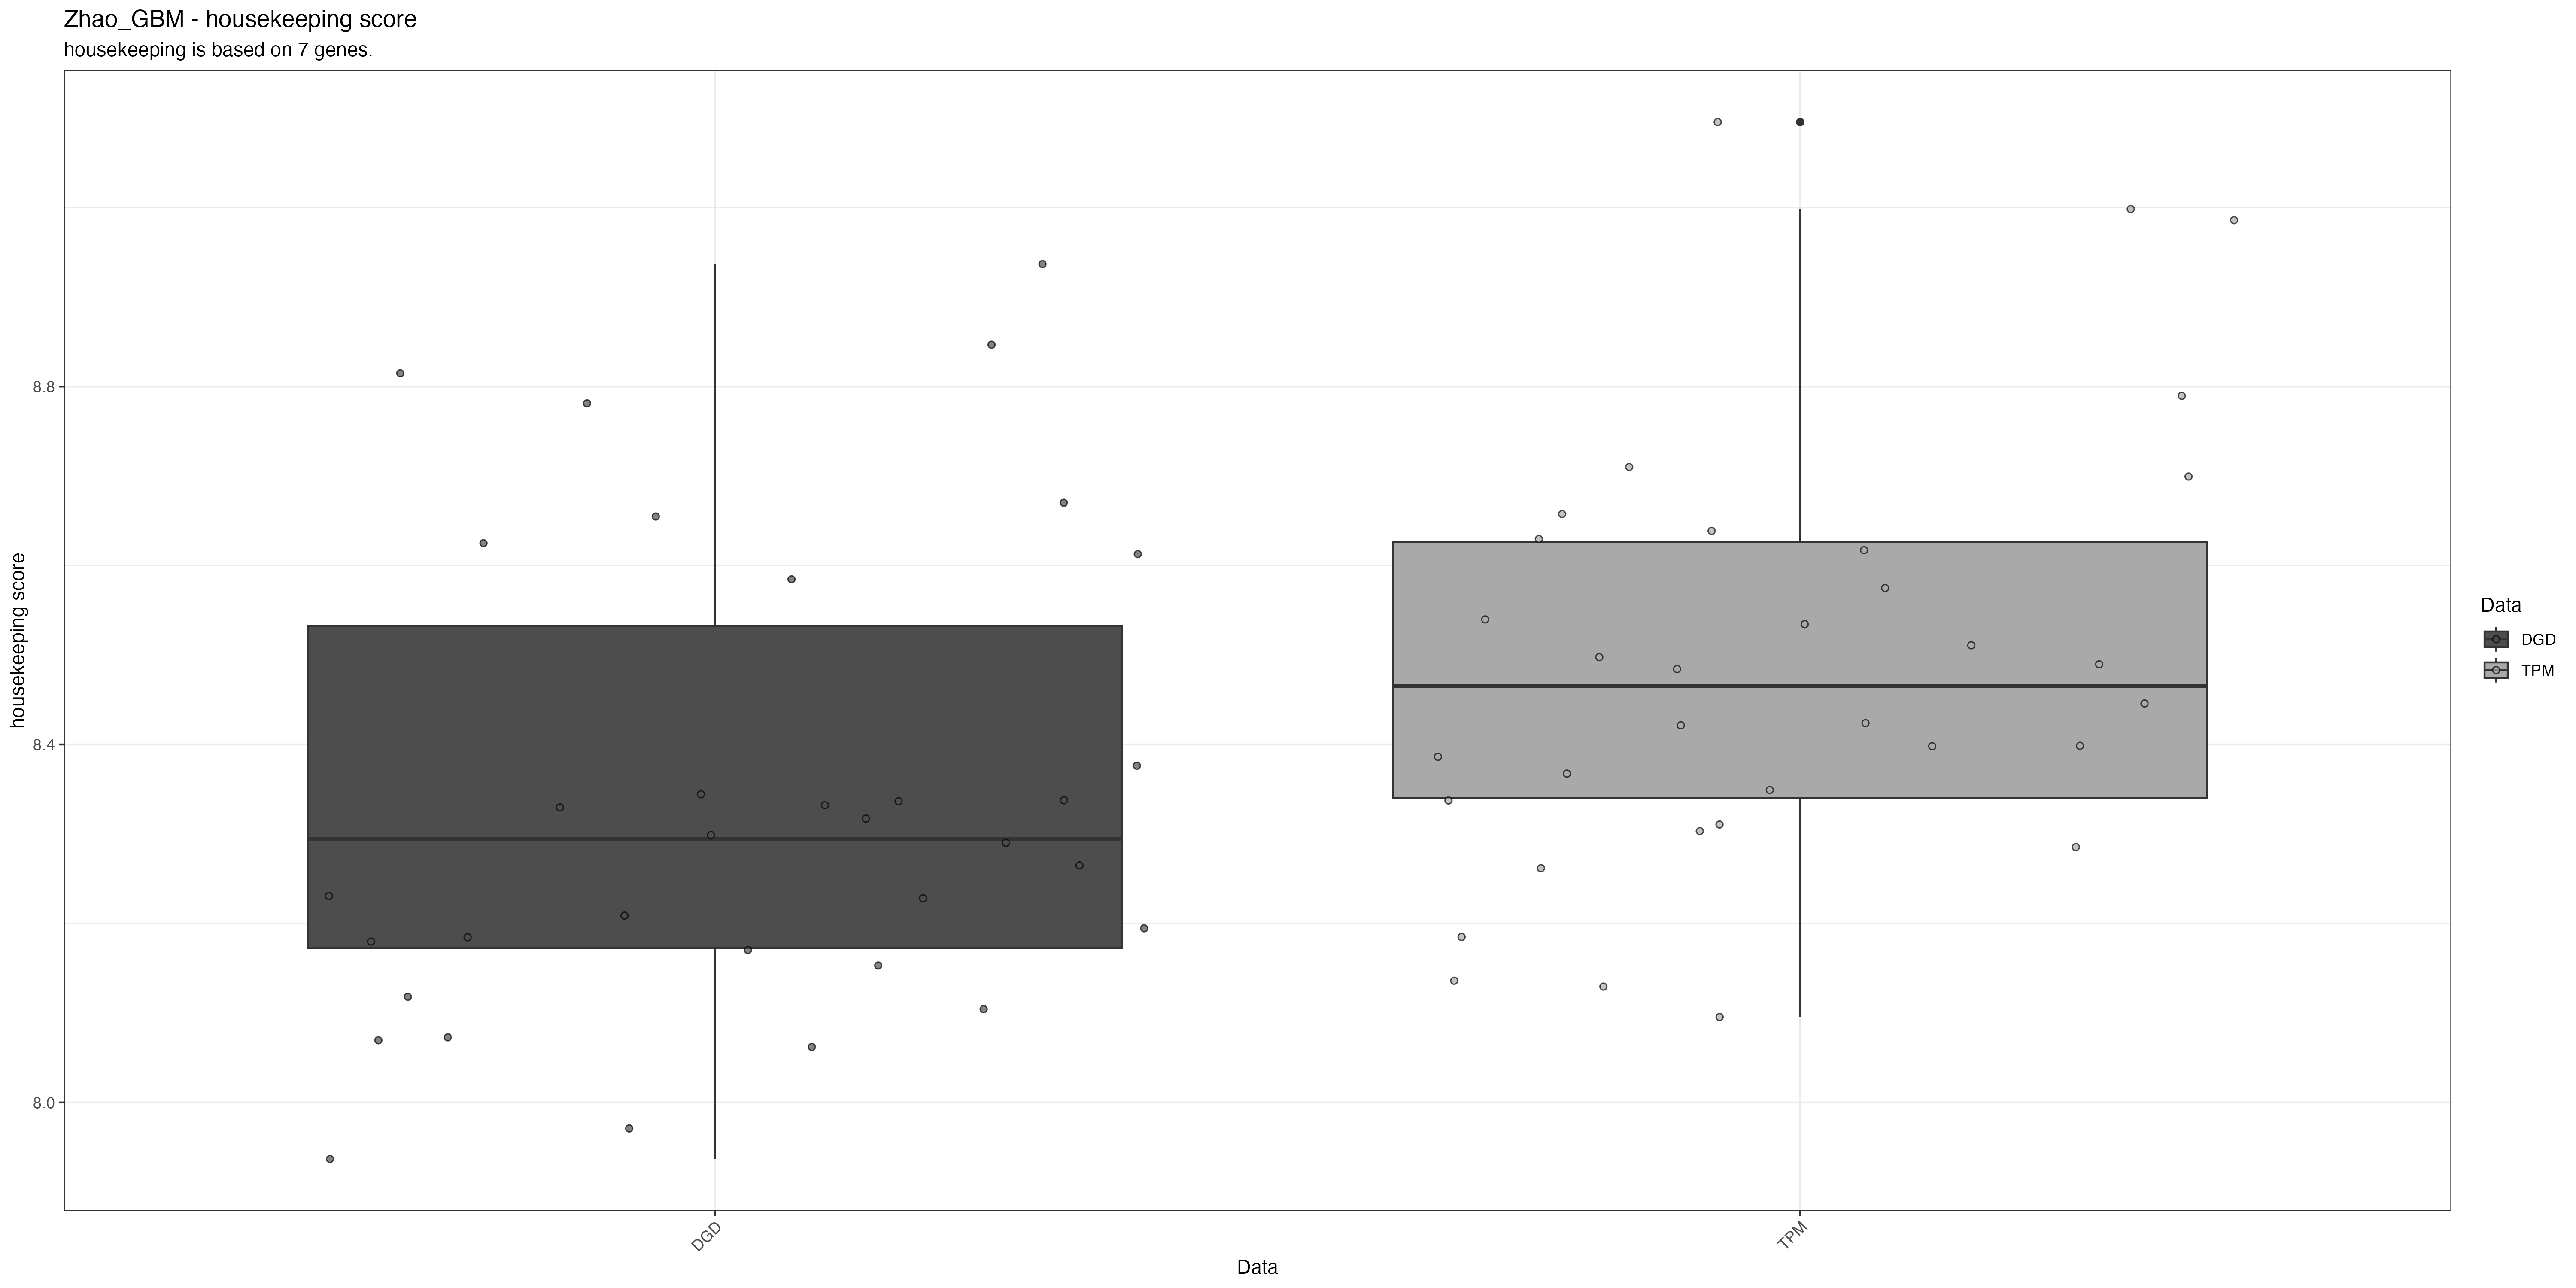 Zhao_GBM - housekeeping score
housekeeping is based on 7 genes.
housekeeping score
8.8
8.4
8.0
DGD
TPM
Data
Data
DGD
TPM